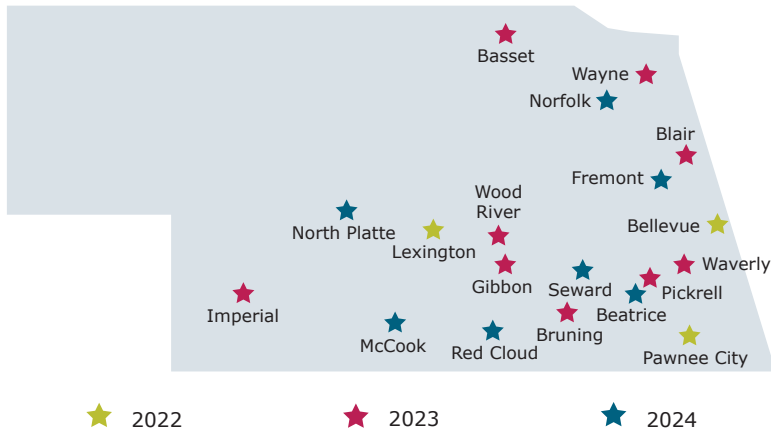 Basset
Wayne
Norfolk
Blair
Fremont
Wood
River
North Platte
Lexington
Bellevue
Waverly
Gibbon
Seward
Pickrell
Imperial
Beatrice
McCook
Red Cloud
Bruning
Pawnee City
2022
2023
2024